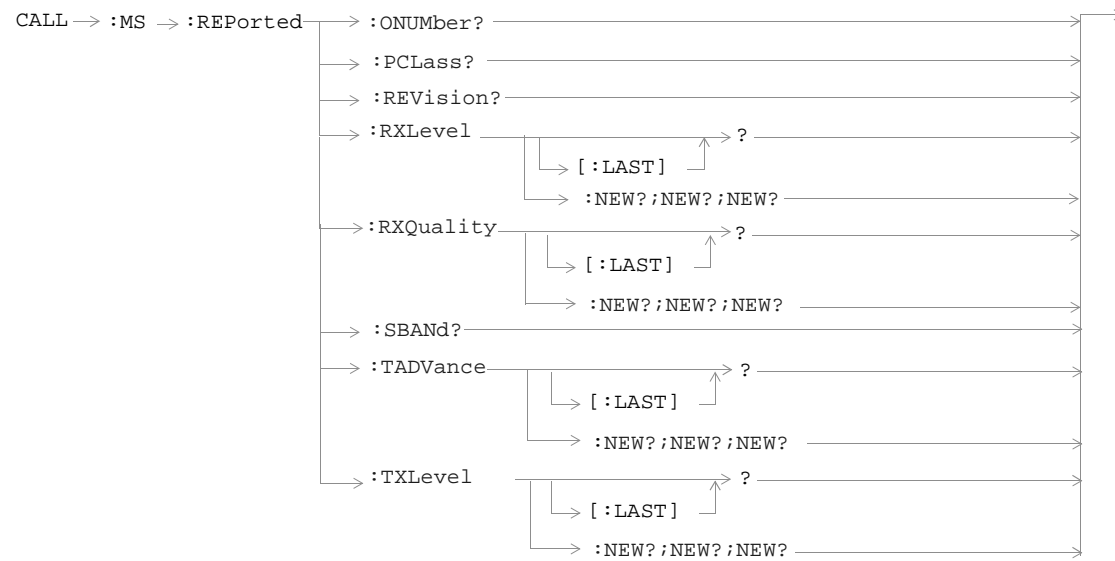 CALL :MS :REPorted :ONUMber?
:PCLass?
:REVision?
:RXLevel ?
[:LAST]
:NEW?;NEW?;NEW?
:RXQuality ?
[:LAST]
:NEW?;NEW?;NEW?
:SBANd?
:TADVance ?
[:LAST]
:NEW?;NEW?;NEW?
:TXLevel ?
[:LAST]
:NEW?;NEW?;NEW?